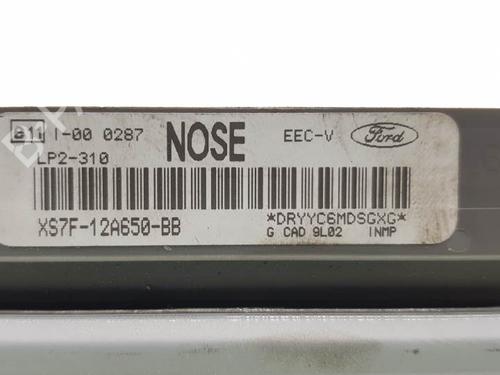 e11 I-00 0287 NOSE EEC-V Ford
LP2-310
XS7F-12A650-BB *DRYYC6MDSGXG*
G CAD 9L02 INMP